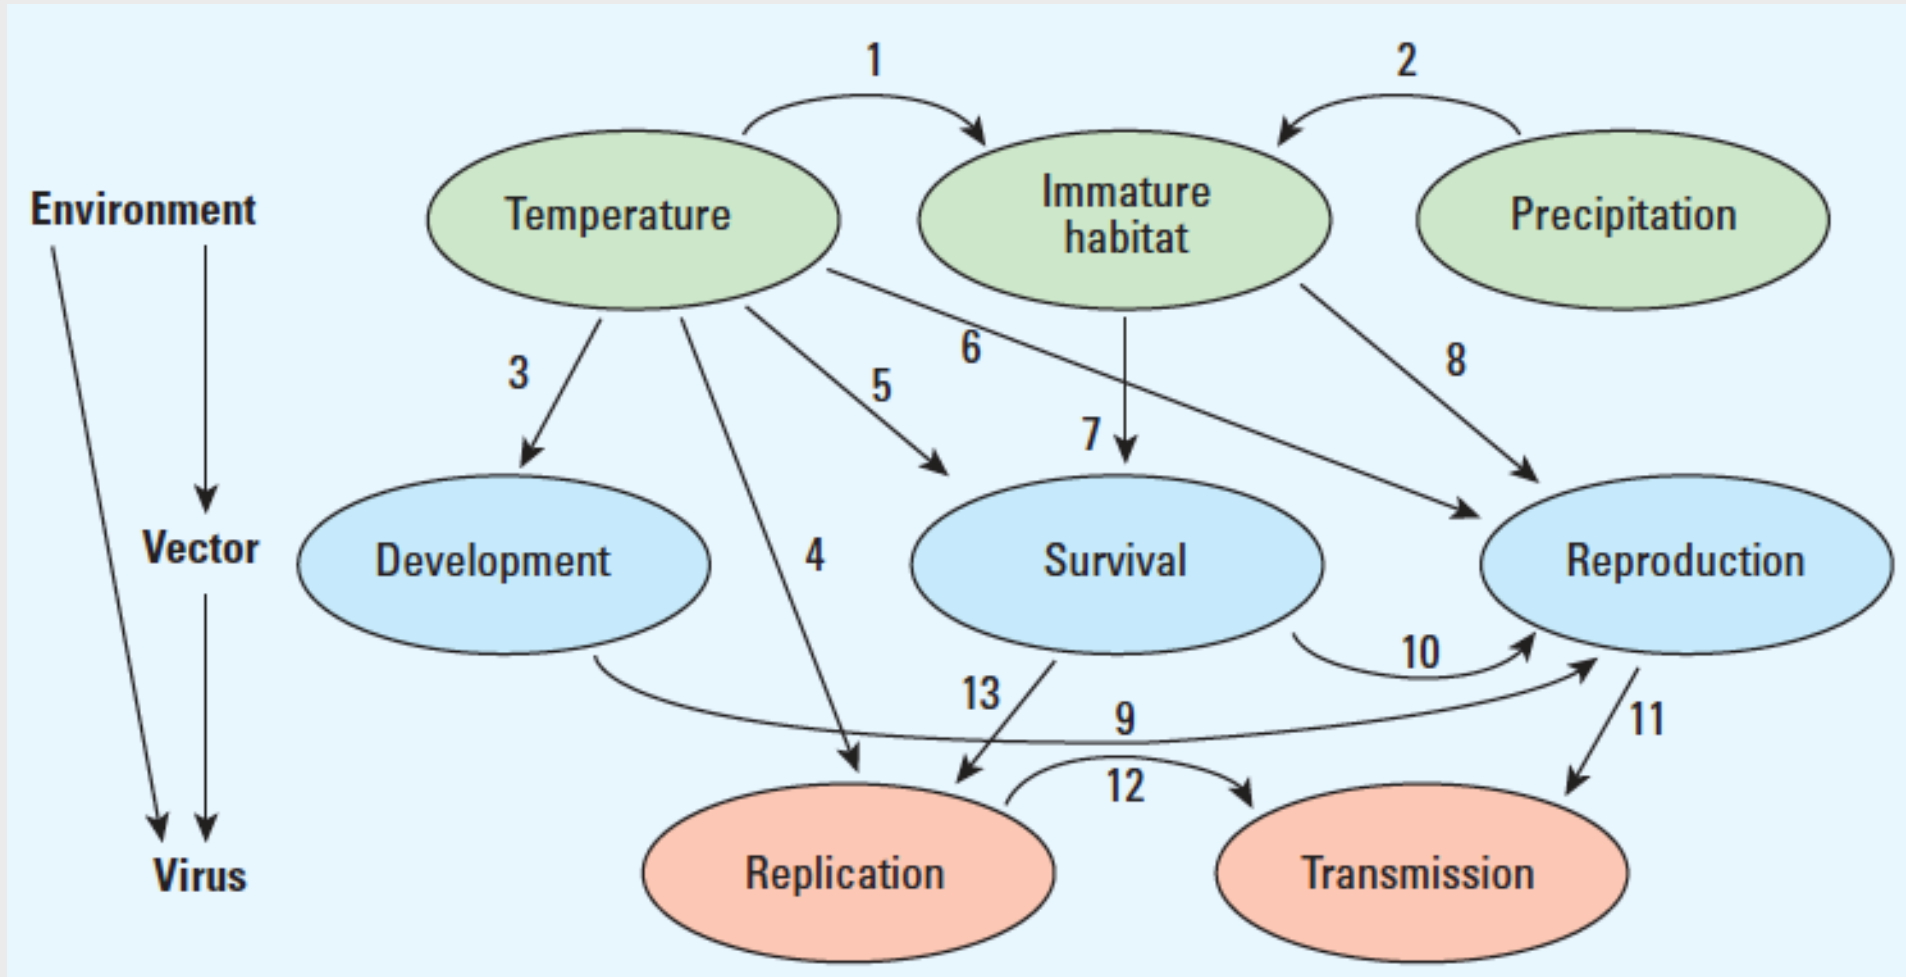 1
2
Environment
Temperature
Immature
habitat
Precipitation
3
5
6
7
8
Vector
Development
4
Survival
Reproduction
13
9
10
11
12
Virus
Replication
Transmission